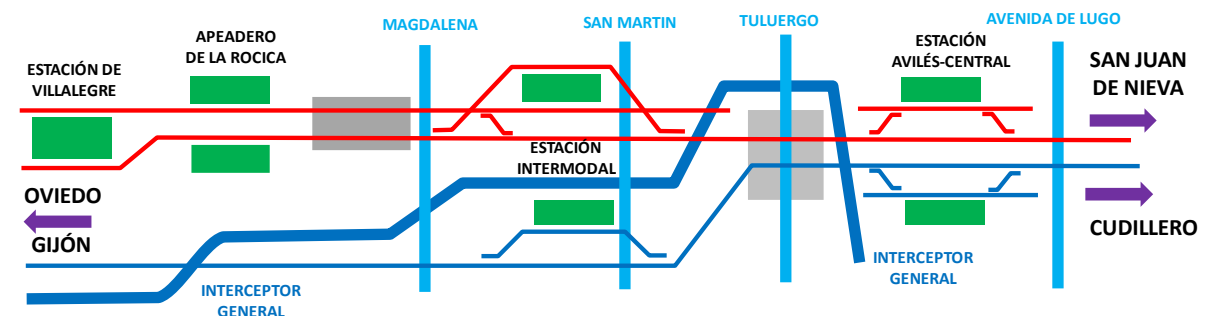 MAGDALENA
SAN MARTIN
TULUERGO
AVENIDA DE LUGO
APEADERO
DE LA ROCICA
ESTACIÓN DE
VILLALEGRE
ESTACIÓN
AVILÉS-CENTRAL
SAN JUAN
DE NIEVA
ESTACIÓN
INTERMODAL
OVIEDO
GIJÓN
CUDILLERO
INTERCEPTOR
GENERAL
INTERCEPTOR
GENERAL